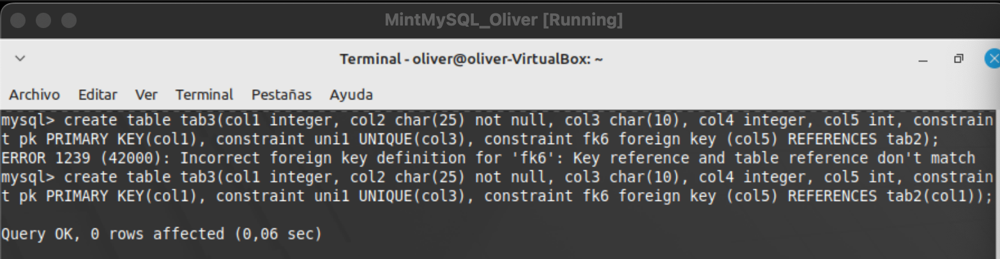 MintMySQL_Oliver [Running]
Terminal - oliver@oliver-VirtualBox: ~
Archivo Editar Ver Terminal Pestañas Ayuda
mysql> create table tab3(col1 integer, col2 char(25) not null, col3 char(10), col4 integer, col5 int, constrain
t pk PRIMARY KEY(col1), constraint uni1 UNIQUE(col3), constraint fk6 foreign key (col5) REFERENCES tab2);
ERROR 1239 (42000): Incorrect foreign key definition for 'fk6': Key reference and table reference don't match
mysql> create table tab3(col1 integer, col2 char(25) not null, col3 char(10), col4 integer, col5 int, constrain
t pk PRIMARY KEY(col1), constraint uni1 UNIQUE(col3), constraint fk6 foreign key (col5) REFERENCES tab2(col1));
Query OK, 0 rows affected (0,06 sec)